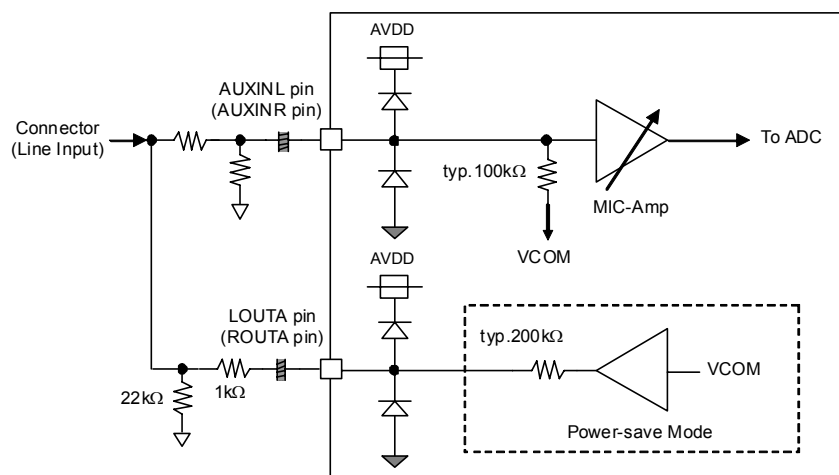 AVDD
AUXINL pin
(AUXINR pin)
Connector
(Line Input)
To ADC
typ.100kΩ
MIC-Amp
VCOM
AVDD
LOUTA pin
(ROUTA pin)
typ.200kΩ
VCOM
22kΩ
1kΩ
Power-save Mode